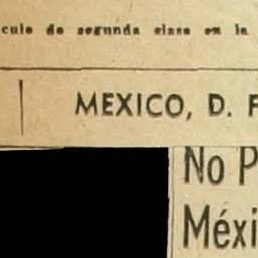 culo de segunda clase en la
MEXICO, D. F
No P
Méxi